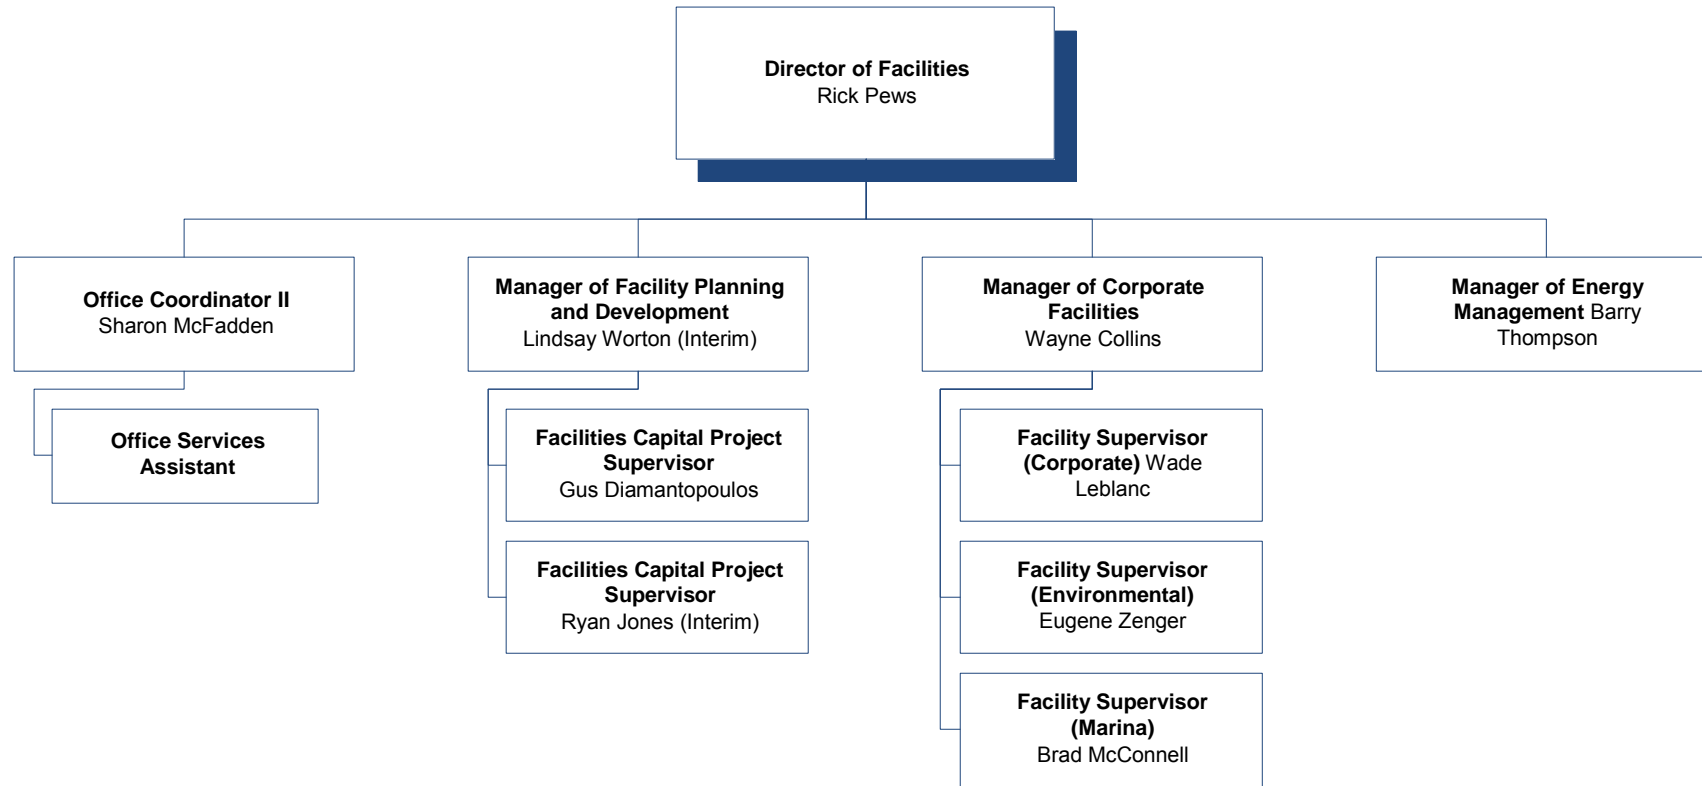 Director of Facilities
Rick Pews
Office Coordinator II
Sharon McFadden
Manager of Facility Planning
and Development
Lindsay Worton (Interim)
Manager of Corporate
Facilities
Wayne Collins
Manager of Energy
Management Barry
Thompson
Office Services
Assistant
Facilities Capital Project
Supervisor
Gus Diamantopoulos
Facilities Capital Project
Supervisor
Ryan Jones (Interim)
Facility Supervisor
(Corporate) Wade
Leblanc
Facility Supervisor
(Environmental)
Eugene Zenger
Facility Supervisor
(Marina)
Brad McConnell